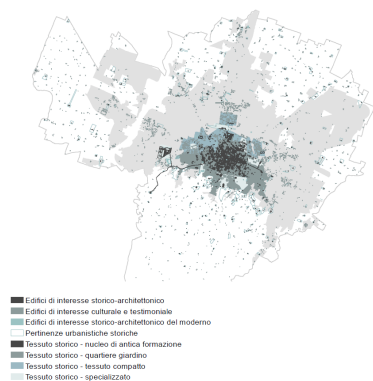 Edifici di interesse storico-architettonico
Edifici di interesse culturale e testimoniale
Edifici di interesse storico-architettonico del moderno
Pertinenze urbanistiche storiche
Tessuto storico - nucleo di antica formazione
Tessuto storico - quartiere giardino
Tessuto storico - tessuto compatto
Tessuto storico - specializzato